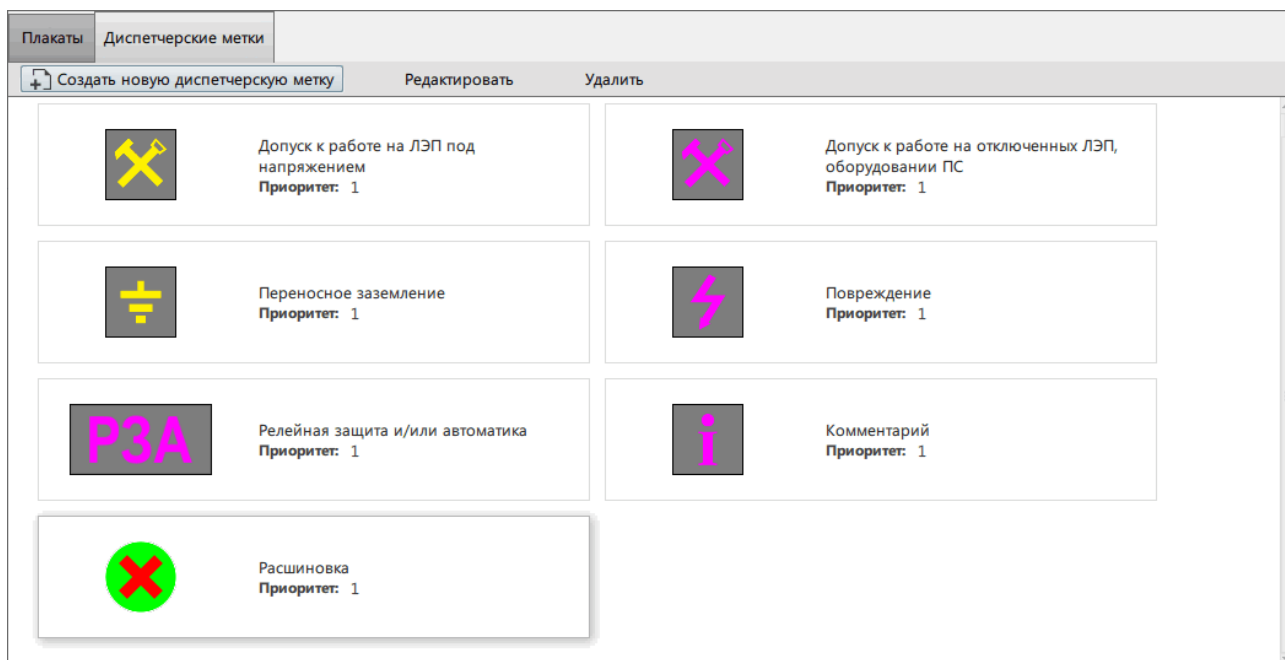 Плакаты Диспетчерские метки
Создать новую диспетчерскую метку Редактировать Удалить
Допуск к работе на ЛЭП под
напряжением
Приоритет: 1
Допуск к работе на отключенных ЛЭП,
оборудовании ПС
Приоритет: 1
Переносное заземление
Приоритет: 1
Повреждение
Приоритет: 1
РЗА
Релейная защита и/или автоматика
Приоритет: 1
i
Комментарий
Приоритет: 1
Расшиновка
Приоритет: 1